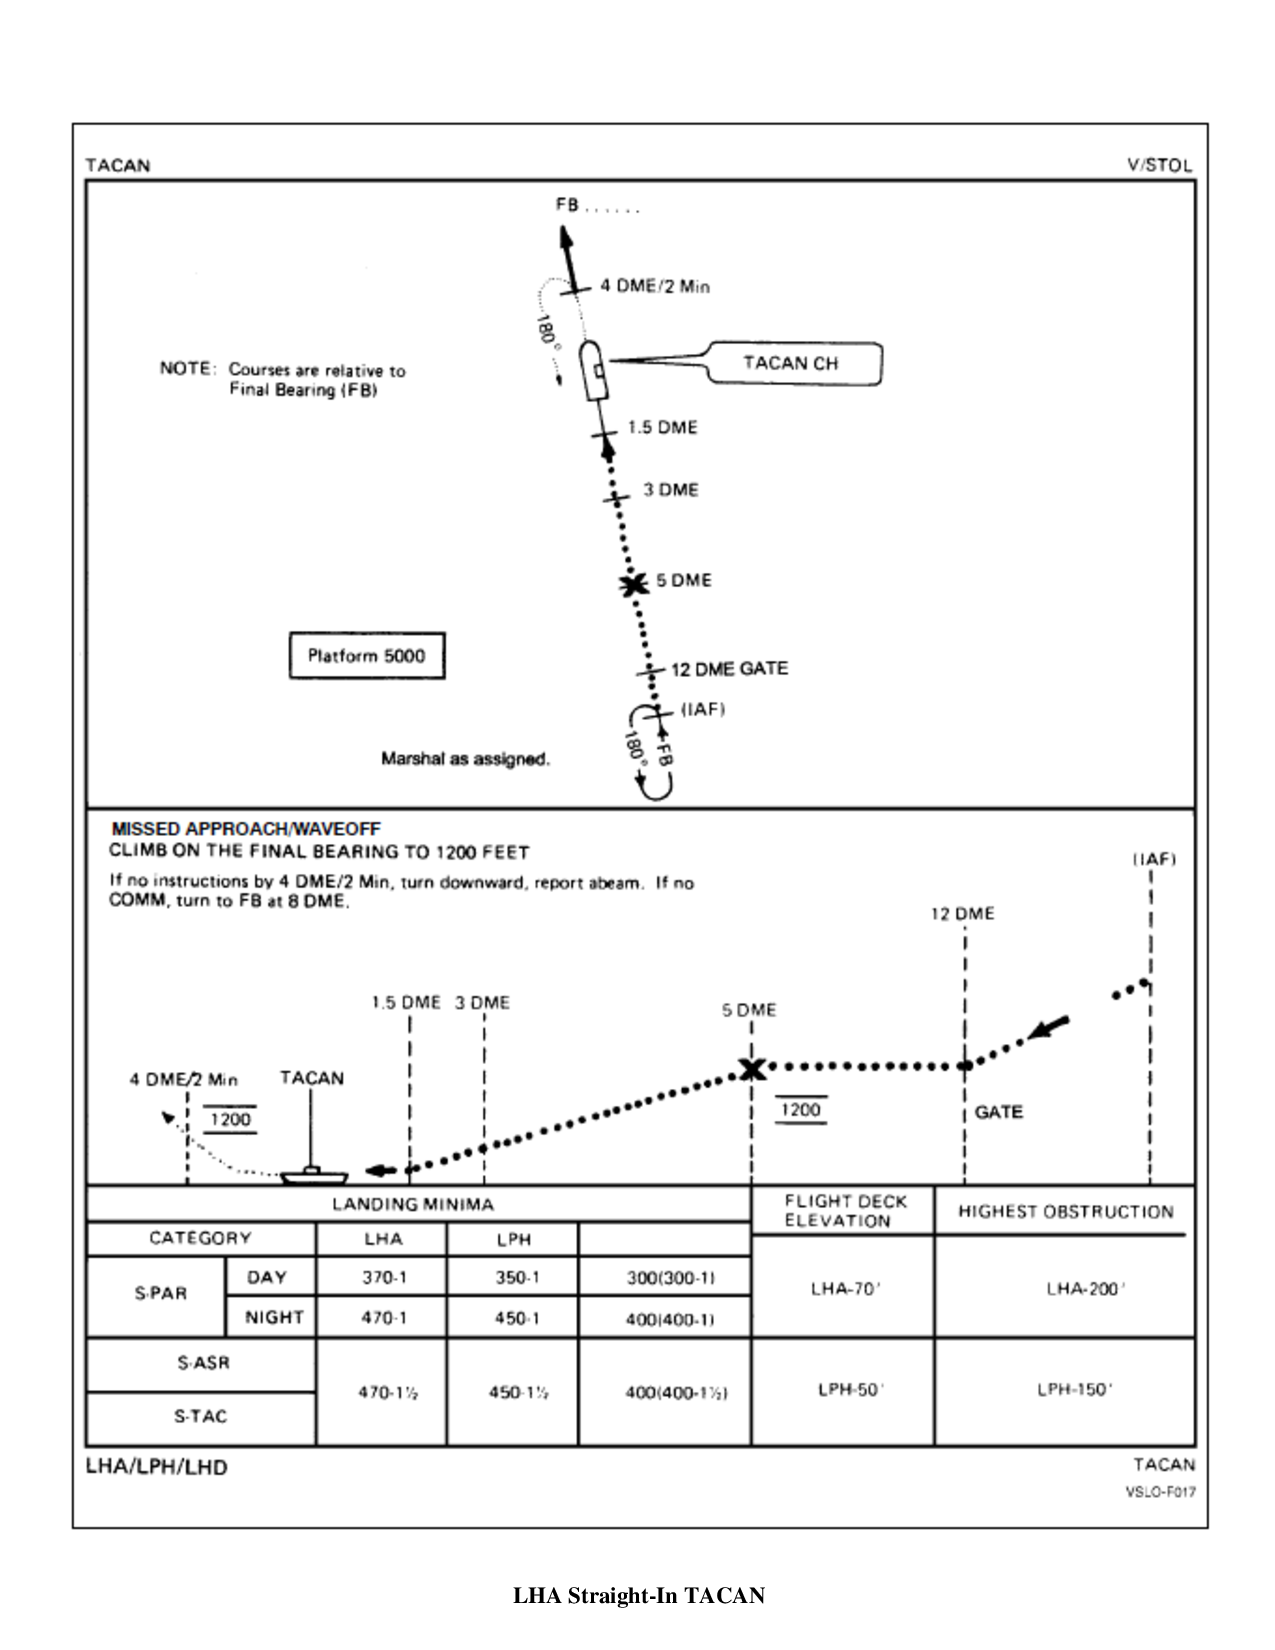 TACAN
V/STOL
FB ......
4 DME/2 Min
180°
NOTE: Courses are relative to
Final Bearing (FB)
TACAN CH
1.5 DME
3 DME
5 DME
Platform 5000
12 DME GATE
(IAF)
180°
FB
Marshal as assigned.
MISSED APPROACH/WAVEOFF
CLIMB ON THE FINAL BEARING TO 1200 FEET
If no instructions by 4 DME/2 Min, turn downward, report abeam. If no
COMM, turn to FB at 8 DME.
(IAF)
12 DME
1.5 DME 3 DME
5 DME
4 DME/2 Min
TACAN
1200
1200
GATE
LANDING MINIMA
FLIGHT DECK
ELEVATION
HIGHEST OBSTRUCTION
CATEGORY LHA LPH
S-PAR
DAY 370-1 350-1 300(300-1)
NIGHT 470-1 450-1 400(400-1)
LHA-70'
LHA-200'
S-ASR
S-TAC
470-1½ 450-1½ 400(400-1½)
LPH-50'
LPH-150'
LHA/LPH/LHD
TACAN
VSLO-F017
LHA Straight-In TACAN